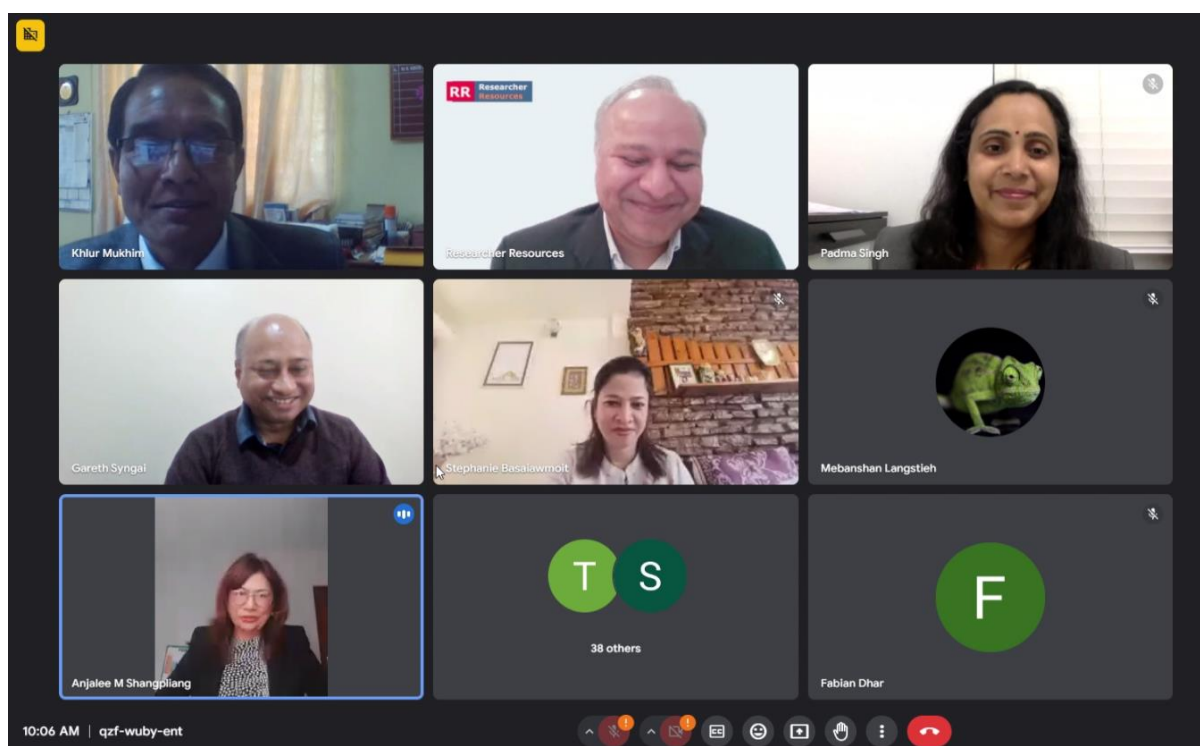 Khlur Mukhim
RR Researcher Resources
Researcher Resources
Padma Singh
Gareth Syngai
Stephanie Basaiawmoit
Mebanshan Langstieh
Anjalee M Shangpliang
T S
38 others
F
Fabian Dhar
10:06 AM | qzf-wuby-ent
CC